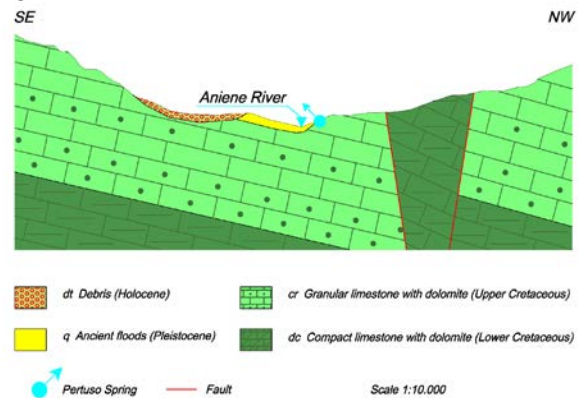 SE NW
Aniene River
dt Debris (Holocene) cr Granular limestone with dolomite (Upper Cretaceous)
q Ancient floods (Pleistocene) dc Compact limestone with dolomite (Lower Cretaceous)
Pertuso Spring Fault Scale 1:10.000